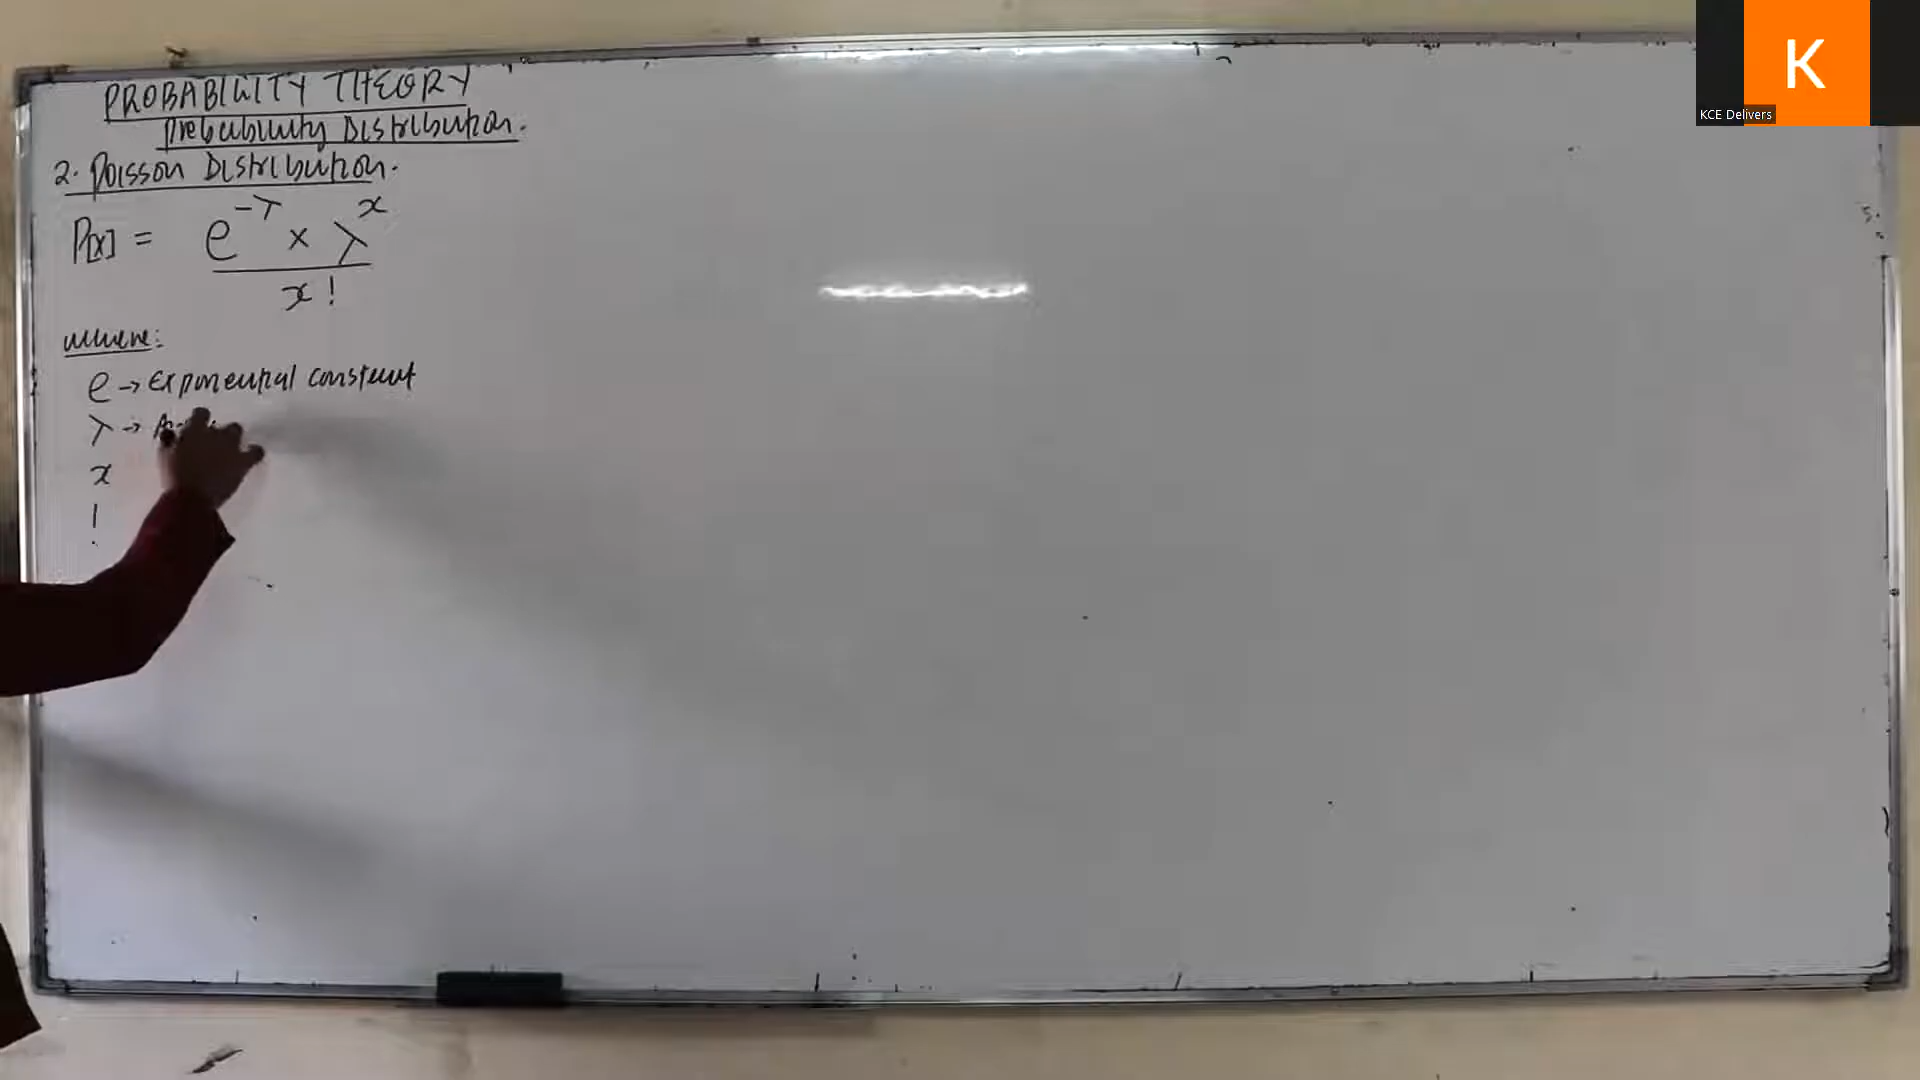 PROBABILITY THEORY
Probability Distribution.
2. Poisson Distribution.
P[x] = e^-λ × λ^x
x!
where:
e → Exponential constant
λ →
x
!
K
KCE Delivers